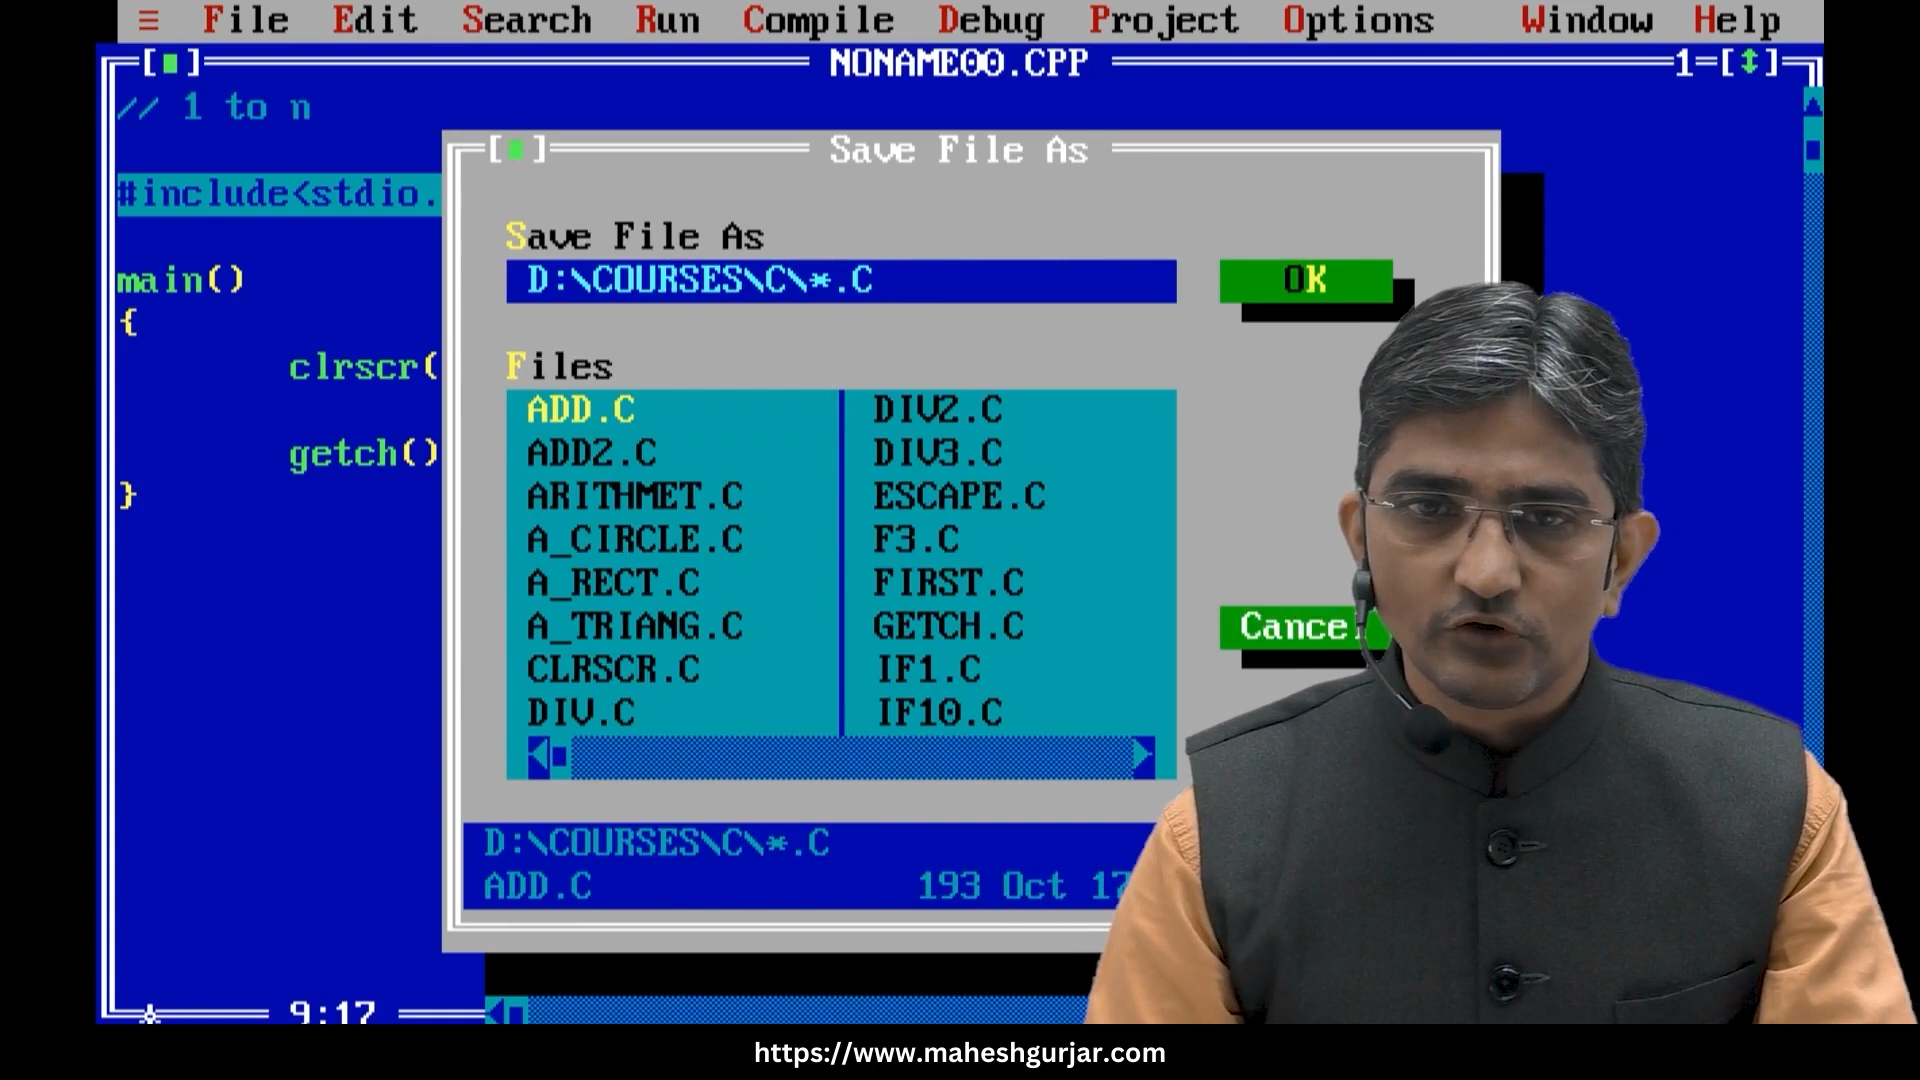 ≡ File Edit Search Run Compile Debug Project Options Window Help
[■] NONAME00.CPP 1=[↕]
// 1 to n
#include<stdio.
main()
{
clrscr(
getch()
}
[■] Save File As
Save File As
D:\COURSES\C\*.C
OK
Files
ADD.C DIV2.C
ADD2.C DIV3.C
ARITHMET.C ESCAPE.C
A_CIRCLE.C F3.C
A_RECT.C FIRST.C
A_TRIANG.C GETCH.C
CLRSCR.C IF1.C
DIV.C IF10.C
Cance
D:\COURSES\C\*.C
ADD.C 193 Oct 17
9:17
https://www.maheshgurjar.com